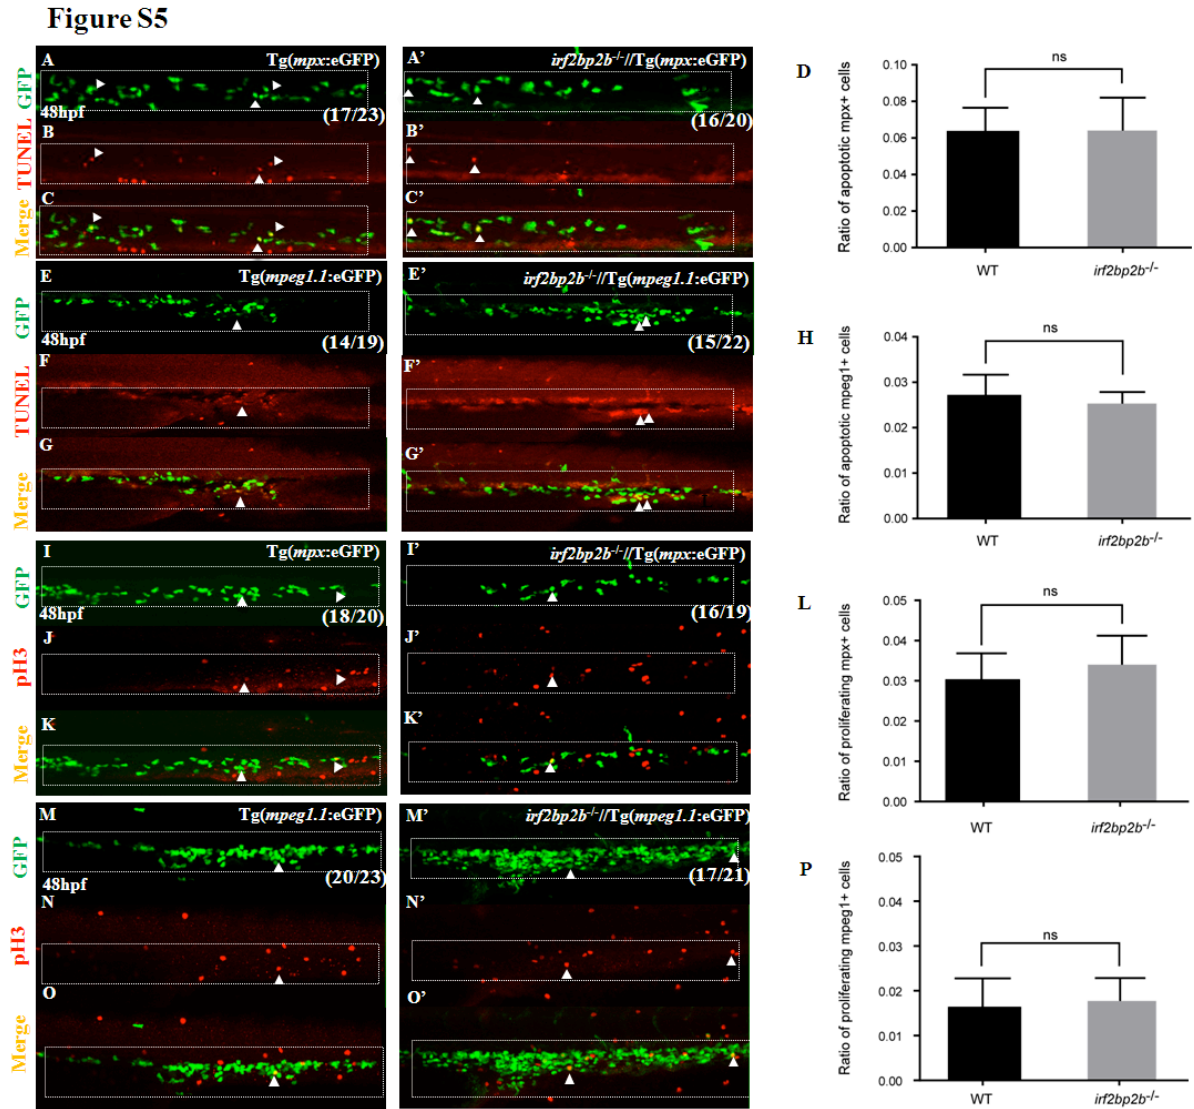 Figure S5
A
Tg(mpx:eGFP)
GFP
48hpf
(17/23)
B
TUNEL
C
Merge
A’
irf2bp2b-/-//Tg(mpx:eGFP)
(16/20)
B’
C’
D
Ratio of apoptotic mpx+ cells
0.10
0.08
0.06
0.04
0.02
0.00
ns
WT
irf2bp2b-/-
E
Tg(mpeg1.1:eGFP)
GFP
48hpf
(14/19)
F
TUNEL
G
Merge
E’
irf2bp2b-/-//Tg(mpeg1.1:eGFP)
(15/22)
F’
G’
H
Ratio of apoptotic mpeg1+ cells
0.04
0.03
0.02
0.01
0.00
ns
WT
irf2bp2b-/-
I
Tg(mpx:eGFP)
GFP
48hpf
(18/20)
J
pH3
K
Merge
I’
irf2bp2b-/-//Tg(mpx:eGFP)
(16/19)
J’
K’
L
Ratio of proliferating mpx+ cells
0.05
0.04
0.03
0.02
0.01
0.00
ns
WT
irf2bp2b-/-
M
Tg(mpeg1.1:eGFP)
GFP
48hpf
(20/23)
N
pH3
O
Merge
M’
irf2bp2b-/-//Tg(mpeg1.1:eGFP)
(17/21)
N’
O’
P
Ratio of proliferating mpeg1+ cells
0.05
0.04
0.03
0.02
0.01
0.00
ns
WT
irf2bp2b-/-